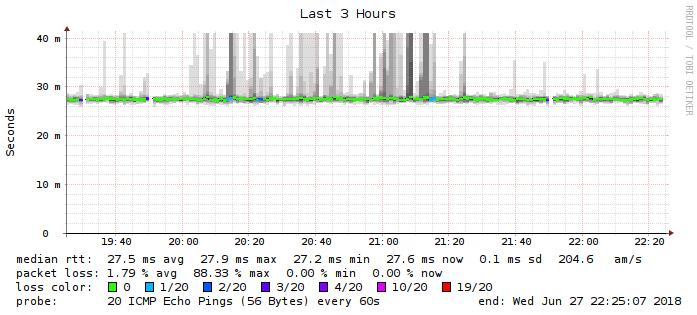 Last 3 Hours
RRDTOOL / TOBI OETIKER
Seconds
40 m
30 m
20 m
10 m
0
19:40 20:00 20:20 20:40 21:00 21:20 21:40 22:00 22:20
median rtt: 27.5 ms avg 27.9 ms max 27.2 ms min 27.6 ms now 0.1 ms sd 204.6 am/s
packet loss: 1.79 % avg 88.33 % max 0.00 % min 0.00 % now
loss color: 0 1/20 2/20 3/20 4/20 10/20 19/20
probe: 20 ICMP Echo Pings (56 Bytes) every 60s end: Wed Jun 27 22:25:07 2018